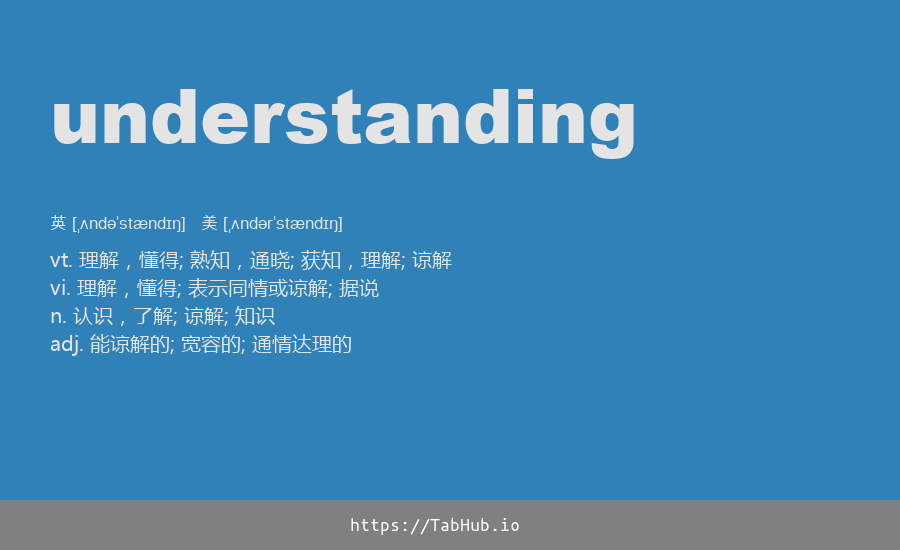 understanding
英 [ˌʌndəˈstændɪŋ] 美 [ˌʌndərˈstændɪŋ]
vt. 理解，懂得; 熟知，通晓; 获知，理解; 谅解
vi. 理解，懂得; 表示同情或谅解; 据说
n. 认识，了解; 谅解; 知识
adj. 能谅解的; 宽容的; 通情达理的
https://TabHub.io